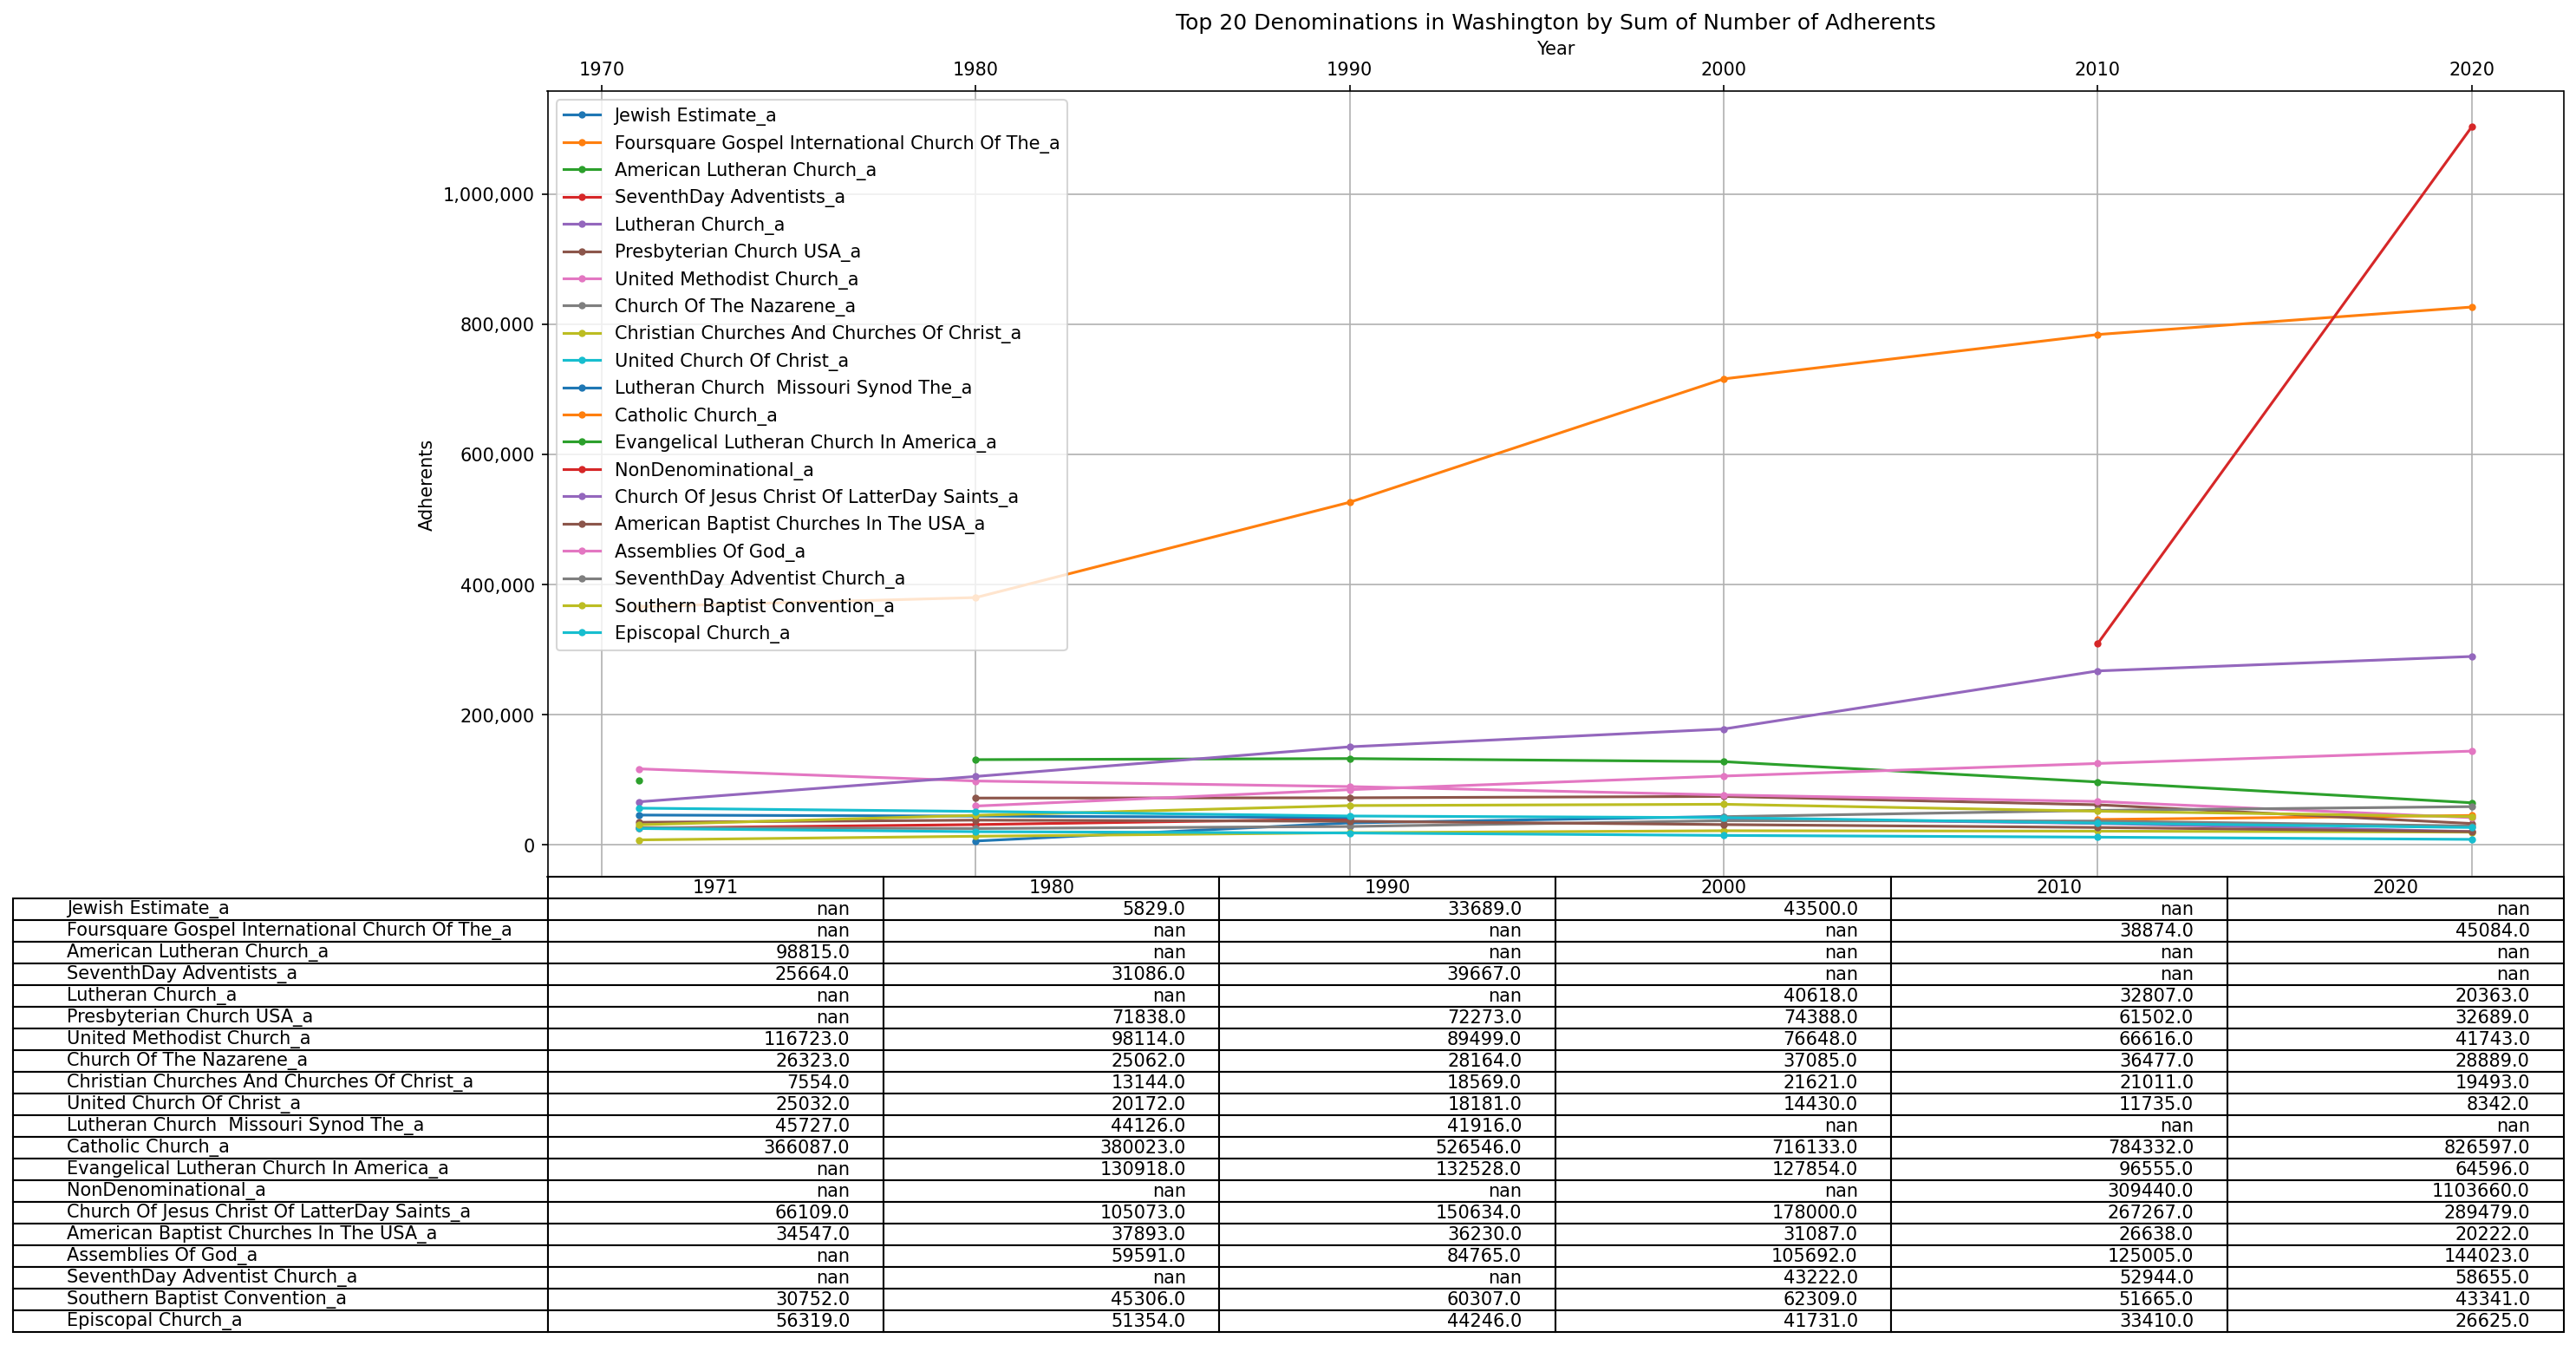 Top 20 Denominations in Washington by Sum of Number of Adherents
Year
1970 1980 1990 2000 2010 2020
Jewish Estimate_a
Foursquare Gospel International Church Of The_a
American Lutheran Church_a
SeventhDay Adventists_a
Lutheran Church_a
Presbyterian Church USA_a
United Methodist Church_a
Church Of The Nazarene_a
Christian Churches And Churches Of Christ_a
United Church Of Christ_a
Lutheran Church  Missouri Synod The_a
Catholic Church_a
Evangelical Lutheran Church In America_a
NonDenominational_a
Church Of Jesus Christ Of LatterDay Saints_a
American Baptist Churches In The USA_a
Assemblies Of God_a
SeventhDay Adventist Church_a
Southern Baptist Convention_a
Episcopal Church_a
1,000,000
800,000
600,000
400,000
200,000
0
Adherents
1971 1980 1990 2000 2010 2020
Jewish Estimate_a nan 5829.0 33689.0 43500.0 nan nan
Foursquare Gospel International Church Of The_a nan nan nan nan 38874.0 45084.0
American Lutheran Church_a 98815.0 nan nan nan nan nan
SeventhDay Adventists_a 25664.0 31086.0 39667.0 nan nan nan
Lutheran Church_a nan nan nan 40618.0 32807.0 20363.0
Presbyterian Church USA_a nan 71838.0 72273.0 74388.0 61502.0 32689.0
United Methodist Church_a 116723.0 98114.0 89499.0 76648.0 66616.0 41743.0
Church Of The Nazarene_a 26323.0 25062.0 28164.0 37085.0 36477.0 28889.0
Christian Churches And Churches Of Christ_a 7554.0 13144.0 18569.0 21621.0 21011.0 19493.0
United Church Of Christ_a 25032.0 20172.0 18181.0 14430.0 11735.0 8342.0
Lutheran Church  Missouri Synod The_a 45727.0 44126.0 41916.0 nan nan nan
Catholic Church_a 366087.0 380023.0 526546.0 716133.0 784332.0 826597.0
Evangelical Lutheran Church In America_a nan 130918.0 132528.0 127854.0 96555.0 64596.0
NonDenominational_a nan nan nan nan 309440.0 1103660.0
Church Of Jesus Christ Of LatterDay Saints_a 66109.0 105073.0 150634.0 178000.0 267267.0 289479.0
American Baptist Churches In The USA_a 34547.0 37893.0 36230.0 31087.0 26638.0 20222.0
Assemblies Of God_a nan 59591.0 84765.0 105692.0 125005.0 144023.0
SeventhDay Adventist Church_a nan nan nan 43222.0 52944.0 58655.0
Southern Baptist Convention_a 30752.0 45306.0 60307.0 62309.0 51665.0 43341.0
Episcopal Church_a 56319.0 51354.0 44246.0 41731.0 33410.0 26625.0